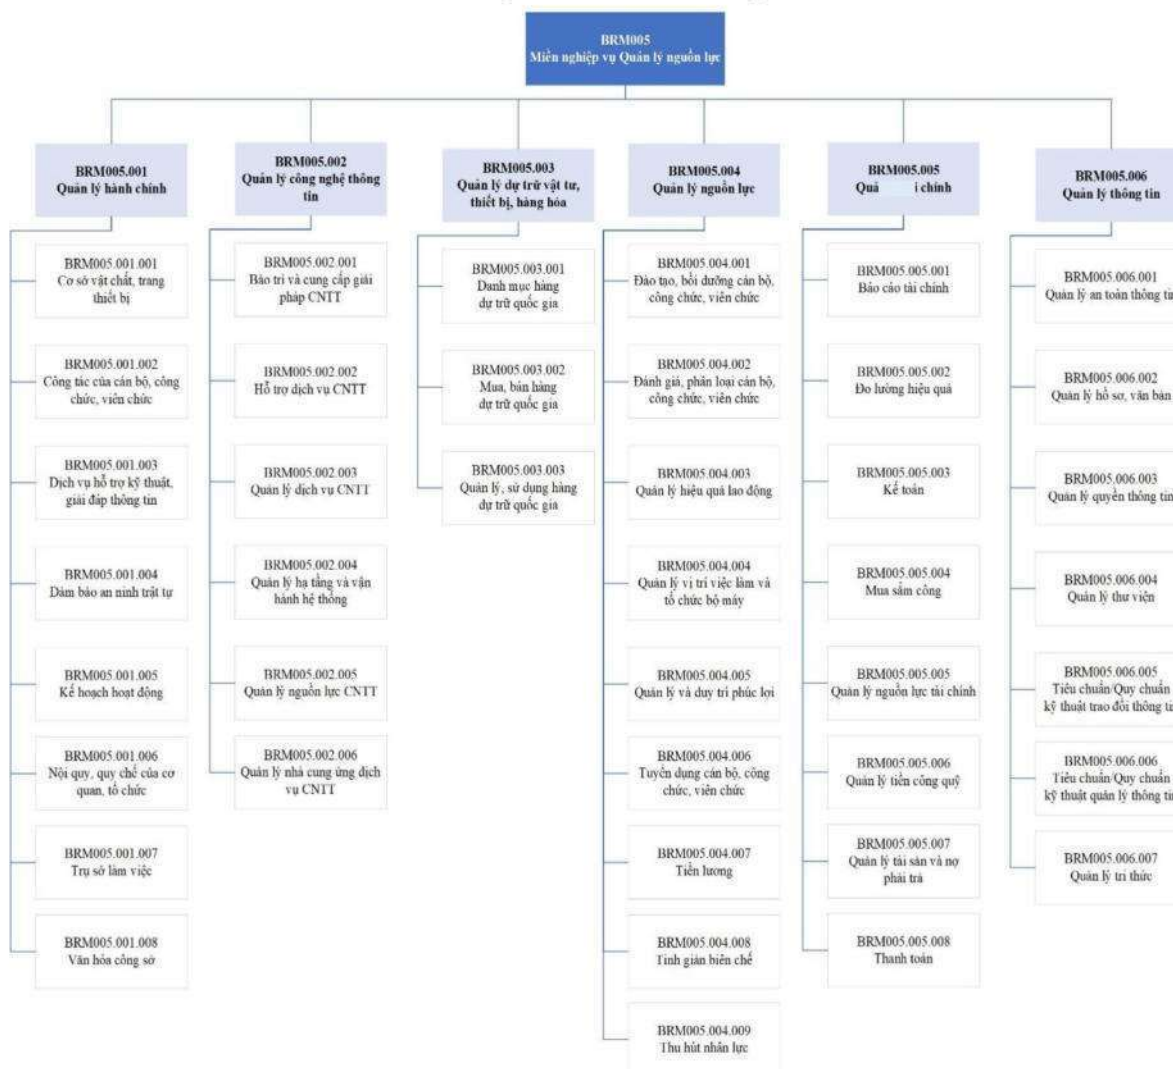 BRM005
Miền nghiệp vụ Quản lý nguồn lực
BRM005.001
Quản lý hành chính
BRM005.001.001
Cơ sở vật chất, trang
thiết bị
BRM005.001.002
Công tác của cán bộ, công
chức, viên chức
BRM005.001.003
Dịch vụ hỗ trợ kỹ thuật,
giải đáp thông tin
BRM005.001.004
Đảm bảo an ninh trật tự
BRM005.001.005
Kế hoạch hoạt động
BRM005.001.006
Nội quy, quy chế của cơ
quan, tổ chức
BRM005.001.007
Trụ sở làm việc
BRM005.001.008
Văn hóa công sở
BRM005.002
Quản lý công nghệ thông
tin
BRM005.002.001
Bảo trì và cung cấp giải
pháp CNTT
BRM005.002.002
Hỗ trợ dịch vụ CNTT
BRM005.002.003
Quản lý dịch vụ CNTT
BRM005.002.004
Quản lý hạ tầng và vận
hành hệ thống
BRM005.002.005
Quản lý nguồn lực CNTT
BRM005.002.006
Quản lý nhà cung ứng dịch
vụ CNTT
BRM005.003
Quản lý dự trữ vật tư,
thiết bị, hàng hóa
BRM005.003.001
Danh mục hàng
dự trữ quốc gia
BRM005.003.002
Mua, bán hàng
dự trữ quốc gia
BRM005.003.003
Quản lý, sử dụng hàng
dự trữ quốc gia
BRM005.004
Quản lý nguồn lực
BRM005.004.001
Đào tạo, bồi dưỡng cán bộ,
công chức, viên chức
BRM005.004.002
Đánh giá, phân loại cán bộ,
công chức, viên chức
BRM005.004.003
Quản lý hiệu quả lao động
BRM005.004.004
Quản lý vị trí việc làm và
tổ chức bộ máy
BRM005.004.005
Quản lý và duy trì phúc lợi
BRM005.004.006
Tuyển dụng cán bộ, công
chức, viên chức
BRM005.004.007
Tiền lương
BRM005.004.008
Tinh giản biên chế
BRM005.004.009
Thu hút nhân lực
BRM005.005
Quả i chính
BRM005.005.001
Báo cáo tài chính
BRM005.005.002
Đo lường hiệu quả
BRM005.005.003
Kế toán
BRM005.005.004
Mua sắm công
BRM005.005.005
Quản lý nguồn lực tài chính
BRM005.005.006
Quản lý tiền công quỹ
BRM005.005.007
Quản lý tài sản và nợ
phải trả
BRM005.005.008
Thanh toán
BRM005.006
Quản lý thông tin
BRM005.006.001
Quản lý an toàn thông tin
BRM005.006.002
Quản lý hồ sơ, văn bản
BRM005.006.003
Quản lý quyền thông tin
BRM005.006.004
Quản lý thư viện
BRM005.006.005
Tiêu chuẩn/Quy chuẩn
kỹ thuật trao đổi thông tin
BRM005.006.006
Tiêu chuẩn/Quy chuẩn
kỹ thuật quản lý thông tin
BRM005.006.007
Quản lý tri thức